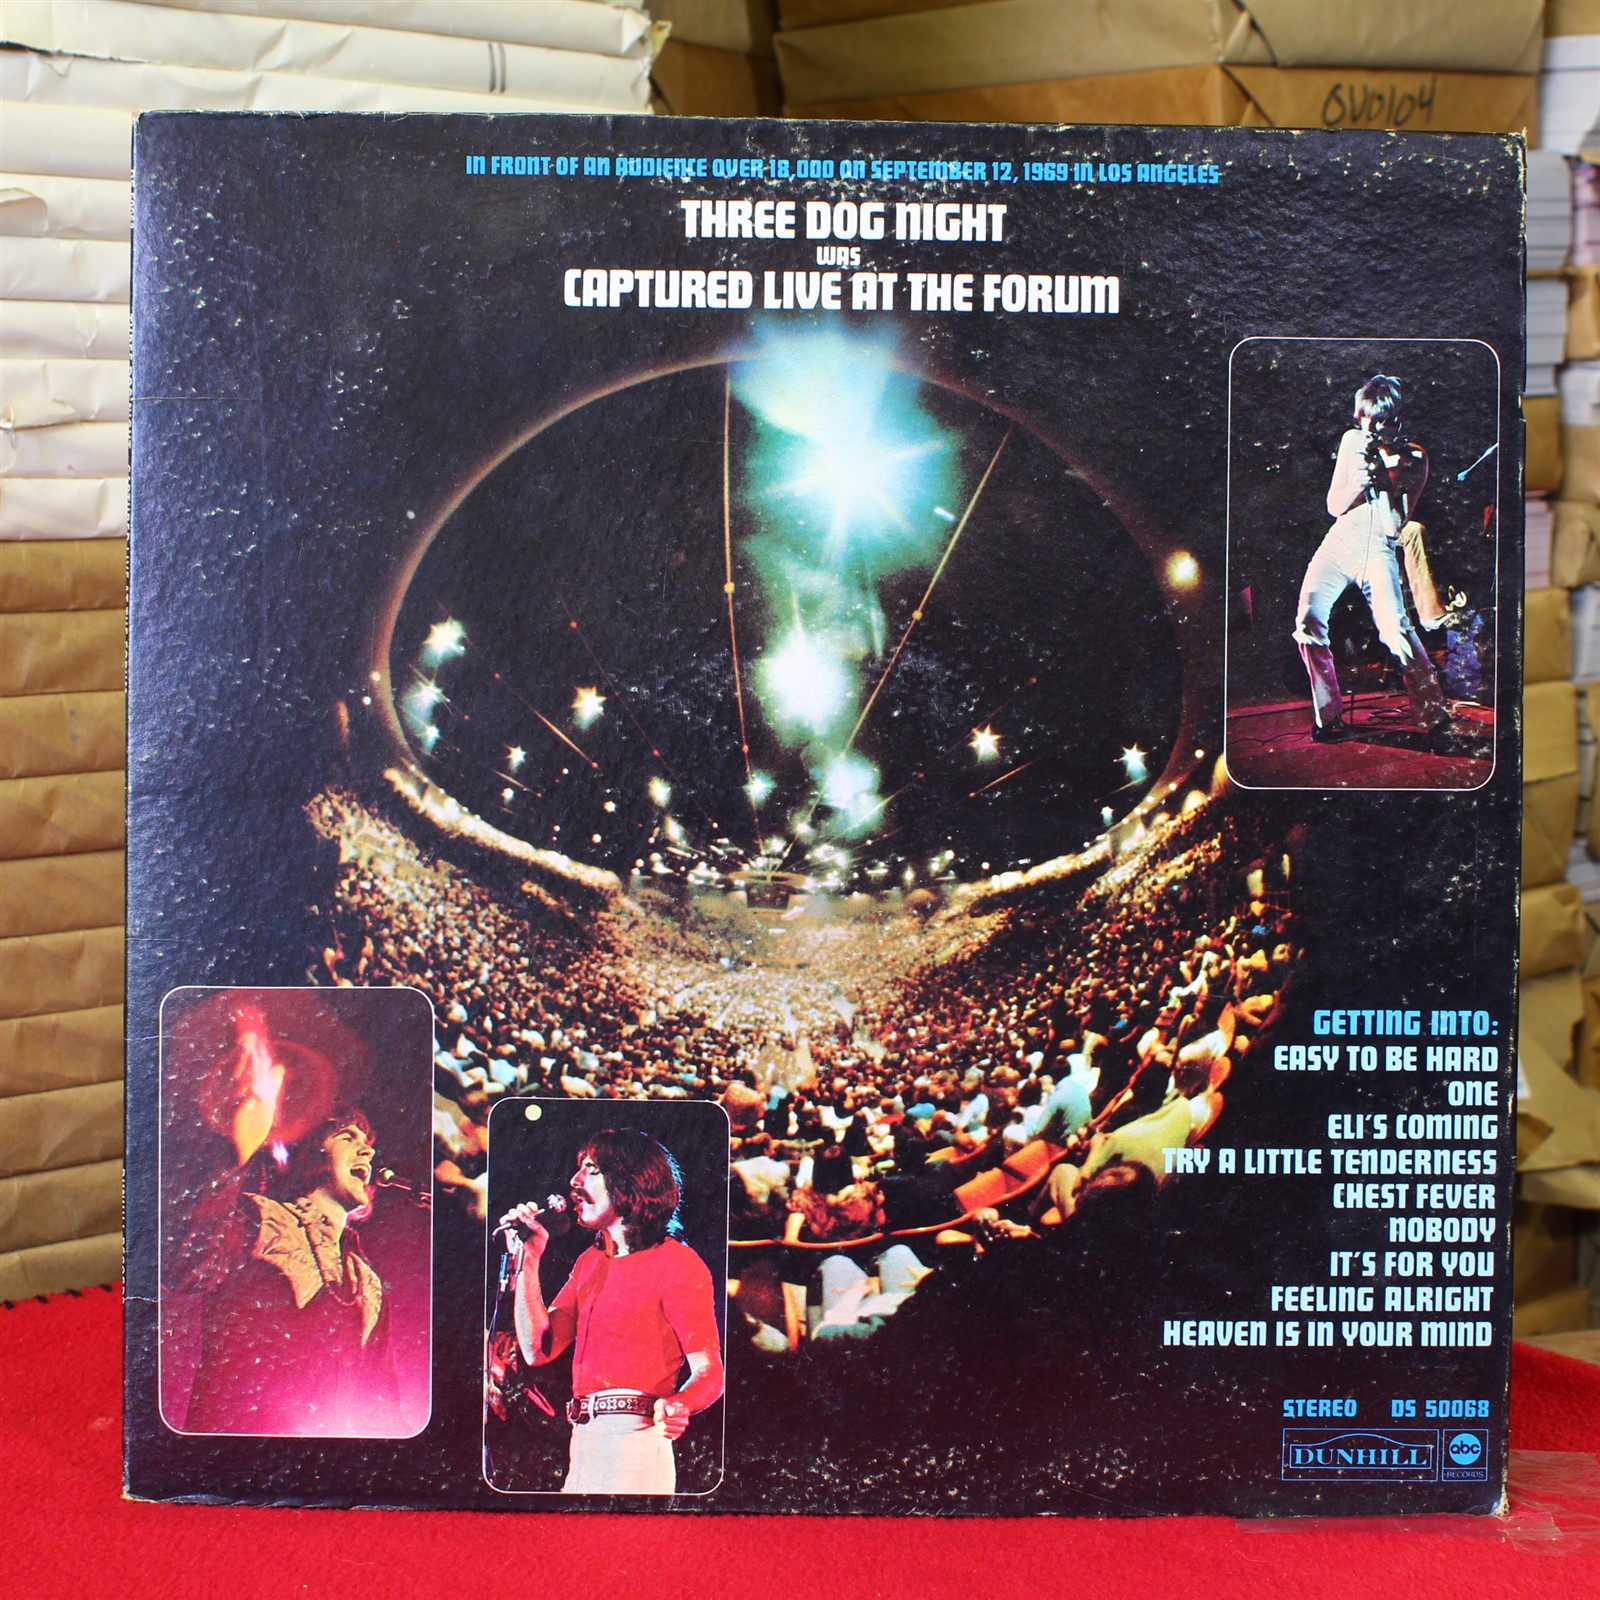 OVO104
IN FRONT OF AN AUDIENCE OVER 18,000 ON SEPTEMBER 12, 1969 IN LOS ANGELES
THREE DOG NIGHT
WAS
CAPTURED LIVE AT THE FORUM
GETTING INTO:
EASY TO BE HARD
ONE
ELI'S COMING
TRY A LITTLE TENDERNESS
CHEST FEVER
NOBODY
IT'S FOR YOU
FEELING ALRIGHT
HEAVEN IS IN YOUR MIND
STEREO DS 50068
DUNHILL abc
RECORDS